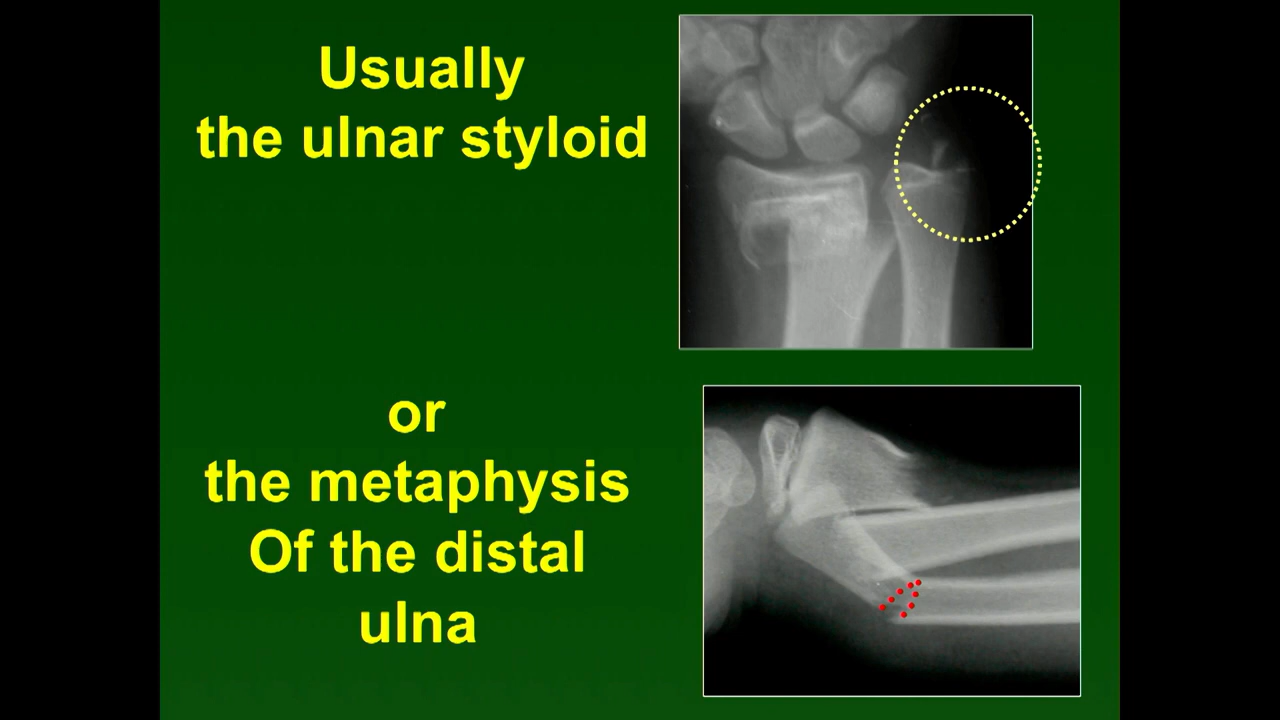 Usually
the ulnar styloid
or
the metaphysis
Of the distal
ulna